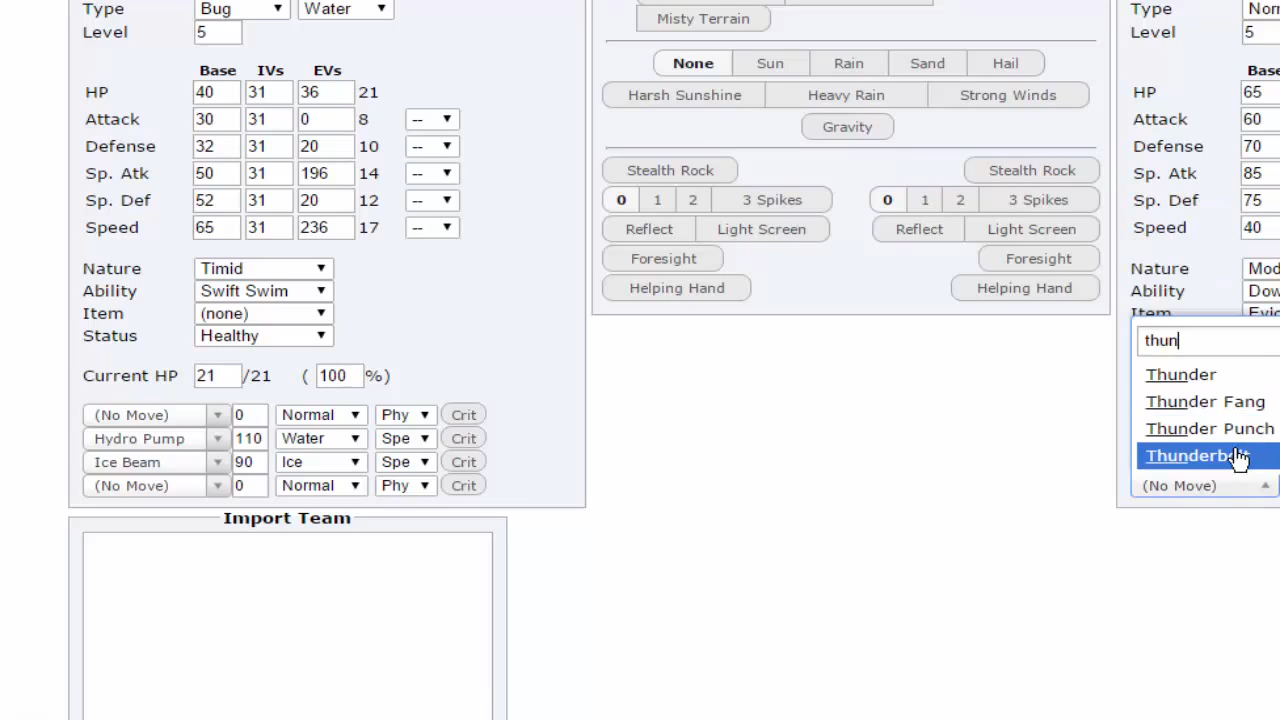 Type Bug Water
Level 5
Base IVs EVs
HP 40 31 36 21
Attack 30 31 0 8 --
Defense 32 31 20 10 --
Sp. Atk 50 31 196 14 --
Sp. Def 52 31 20 12 --
Speed 65 31 236 17 --
Nature Timid
Ability Swift Swim
Item (none)
Status Healthy
Current HP 21 /21 ( 100 %)
(No Move) 0 Normal Phy Crit
Hydro Pump 110 Water Spe Crit
Ice Beam 90 Ice Spe Crit
(No Move) 0 Normal Phy Crit
Import Team
Misty Terrain
None Sun Rain Sand Hail
Harsh Sunshine Heavy Rain Strong Winds
Gravity
Stealth Rock Stealth Rock
0 1 2 3 Spikes 0 1 2 3 Spikes
Reflect Light Screen Reflect Light Screen
Foresight Foresight
Helping Hand Helping Hand
Type Nor
Level 5
Base
HP 65
Attack 60
Defense 70
Sp. Atk 85
Sp. Def 75
Speed 40
Nature Mod
Ability Dow
Item Evio
thun
Thunder
Thunder Fang
Thunder Punch
Thunderbolt
(No Move)